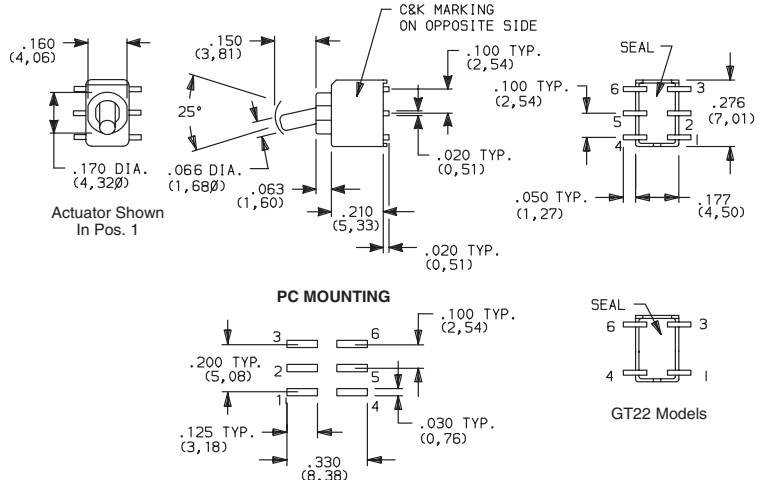 C&K MARKING
ON OPPOSITE SIDE
.160
(4,06)
.150
(3,81)
.100 TYP.
(2,54)
SEAL
.100 TYP.
(2,54)
6
3
5
2
4
1
.276
(7,01)
25°
.170 DIA.
(4,32Ø)
.066 DIA.
(1,68Ø)
.020 TYP.
(0,51)
.063
(1,60)
.210
(5,33)
.050 TYP.
(1,27)
.177
(4,50)
.020 TYP.
(0,51)
Actuator Shown
In Pos. 1
PC MOUNTING
3
6
.100 TYP.
(2,54)
.200 TYP.
(5,08)
2
5
1
4
.030 TYP.
(0,76)
.125 TYP.
(3,18)
.330
(8,38)
SEAL
6
3
4
1
GT22 Models